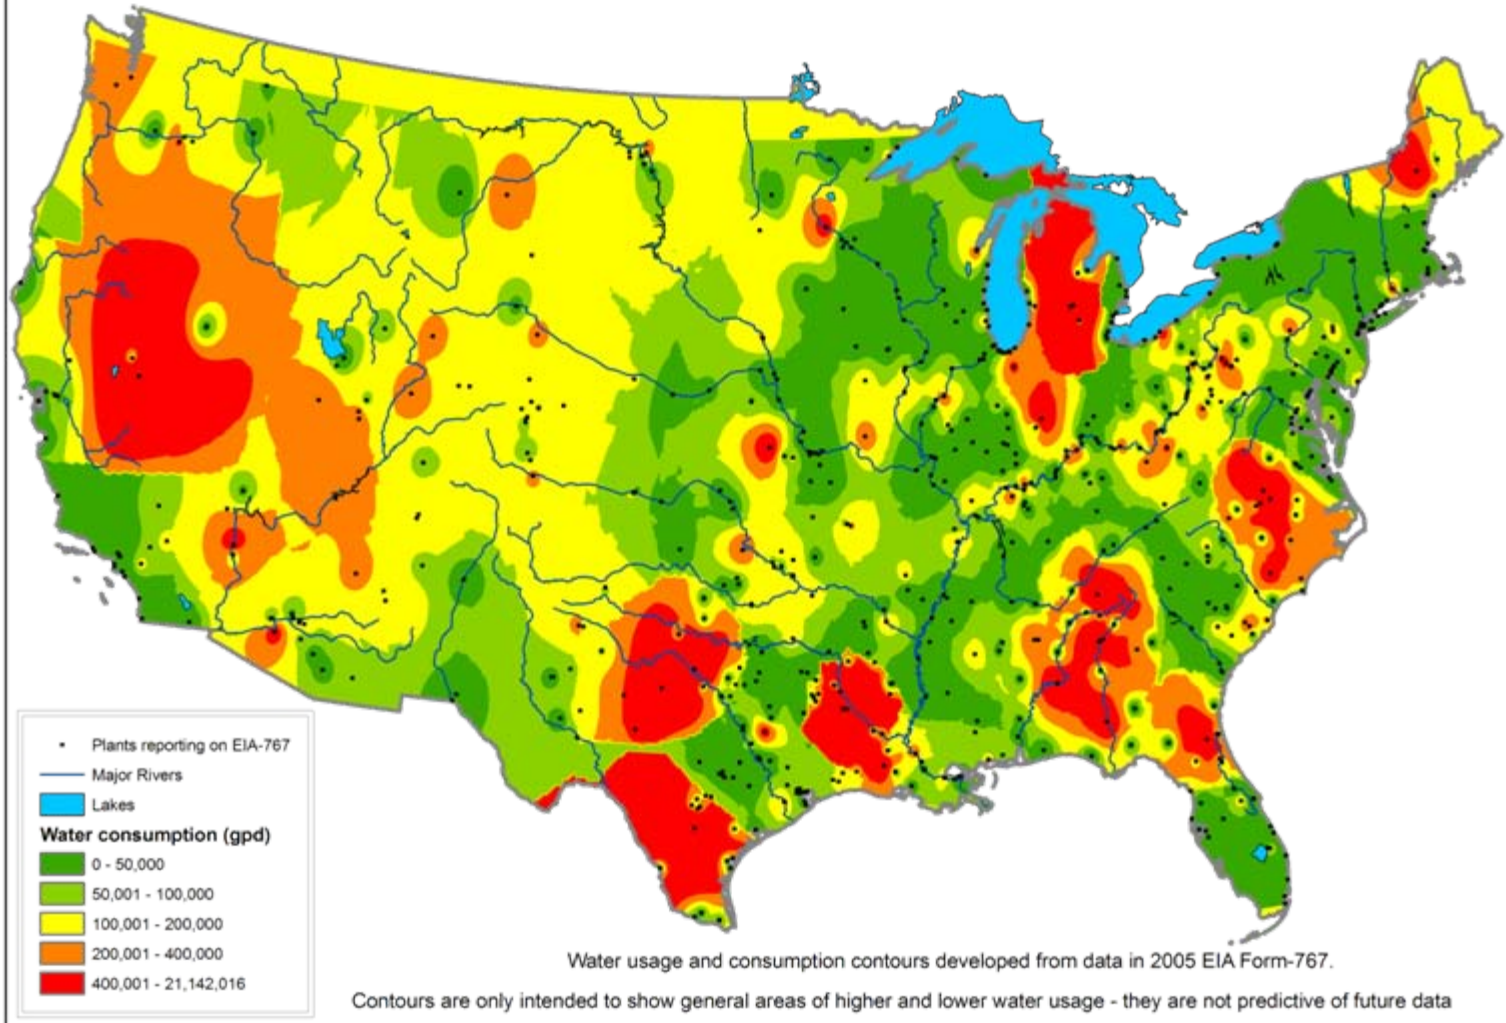 Plants reporting on EIA-767
Major Rivers
Lakes
Water consumption (gpd)
0 - 50,000
50,001 - 100,000
100,001 - 200,000
200,001 - 400,000
400,001 - 21,142,016
Water usage and consumption contours developed from data in 2005 EIA Form-767.
Contours are only intended to show general areas of higher and lower water usage - they are not predictive of future data